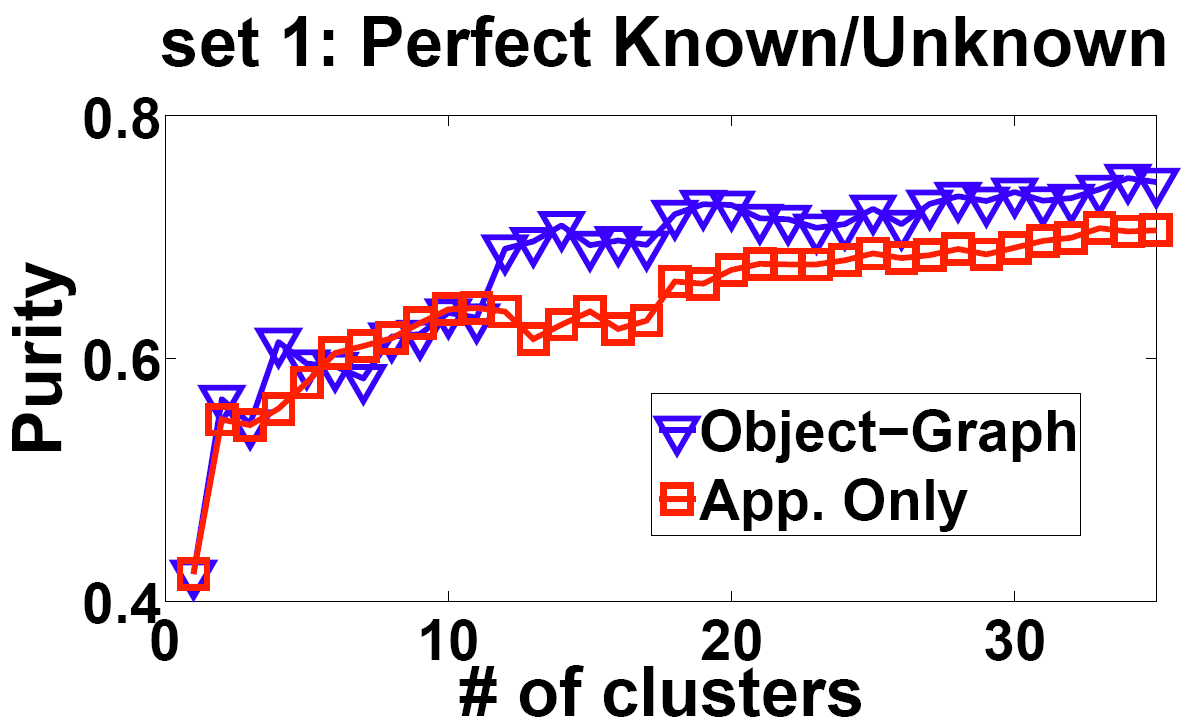 set 1: Perfect Known/Unknown
0.8
0.6
0.4
Purity
Object−Graph
App. Only
0
10
20
30
# of clusters